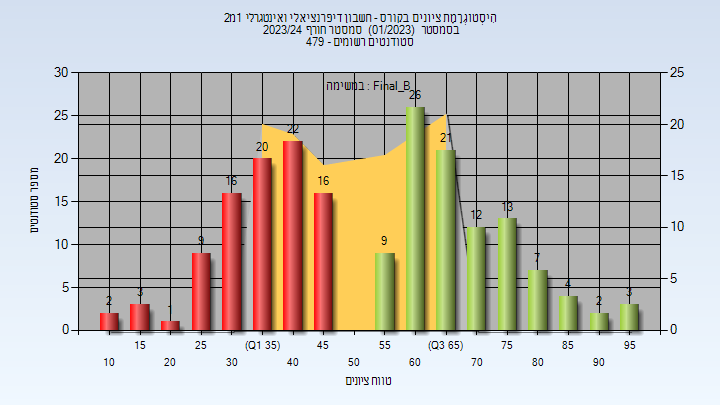 הִיסְטוֹגְרָמַת ציונים בקורס - חשבון דיפרנציאלי ואינטגרלי 1מ2
בסמסטר (01/2023) סמסטר חורף 2023/24
סטודנטים רשומים - 479
במשימה : Final_B
מספר סטודנטים
30 25 20 15 10 5 0
25 20 15 10 5 0
2 3 1 9 16 20 22 16 9 26 21 12 13 7 4 2 3
15 25 (Q1 35) 45 55 (Q3 65) 75 85 95
10 20 30 40 50 60 70 80 90
טווח ציונים